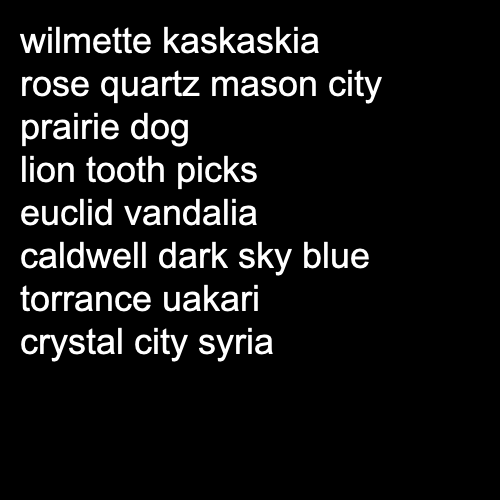 wilmette kaskaskia
rose quartz mason city
prairie dog
lion tooth picks
euclid vandalia
caldwell dark sky blue
torrance uakari
crystal city syria